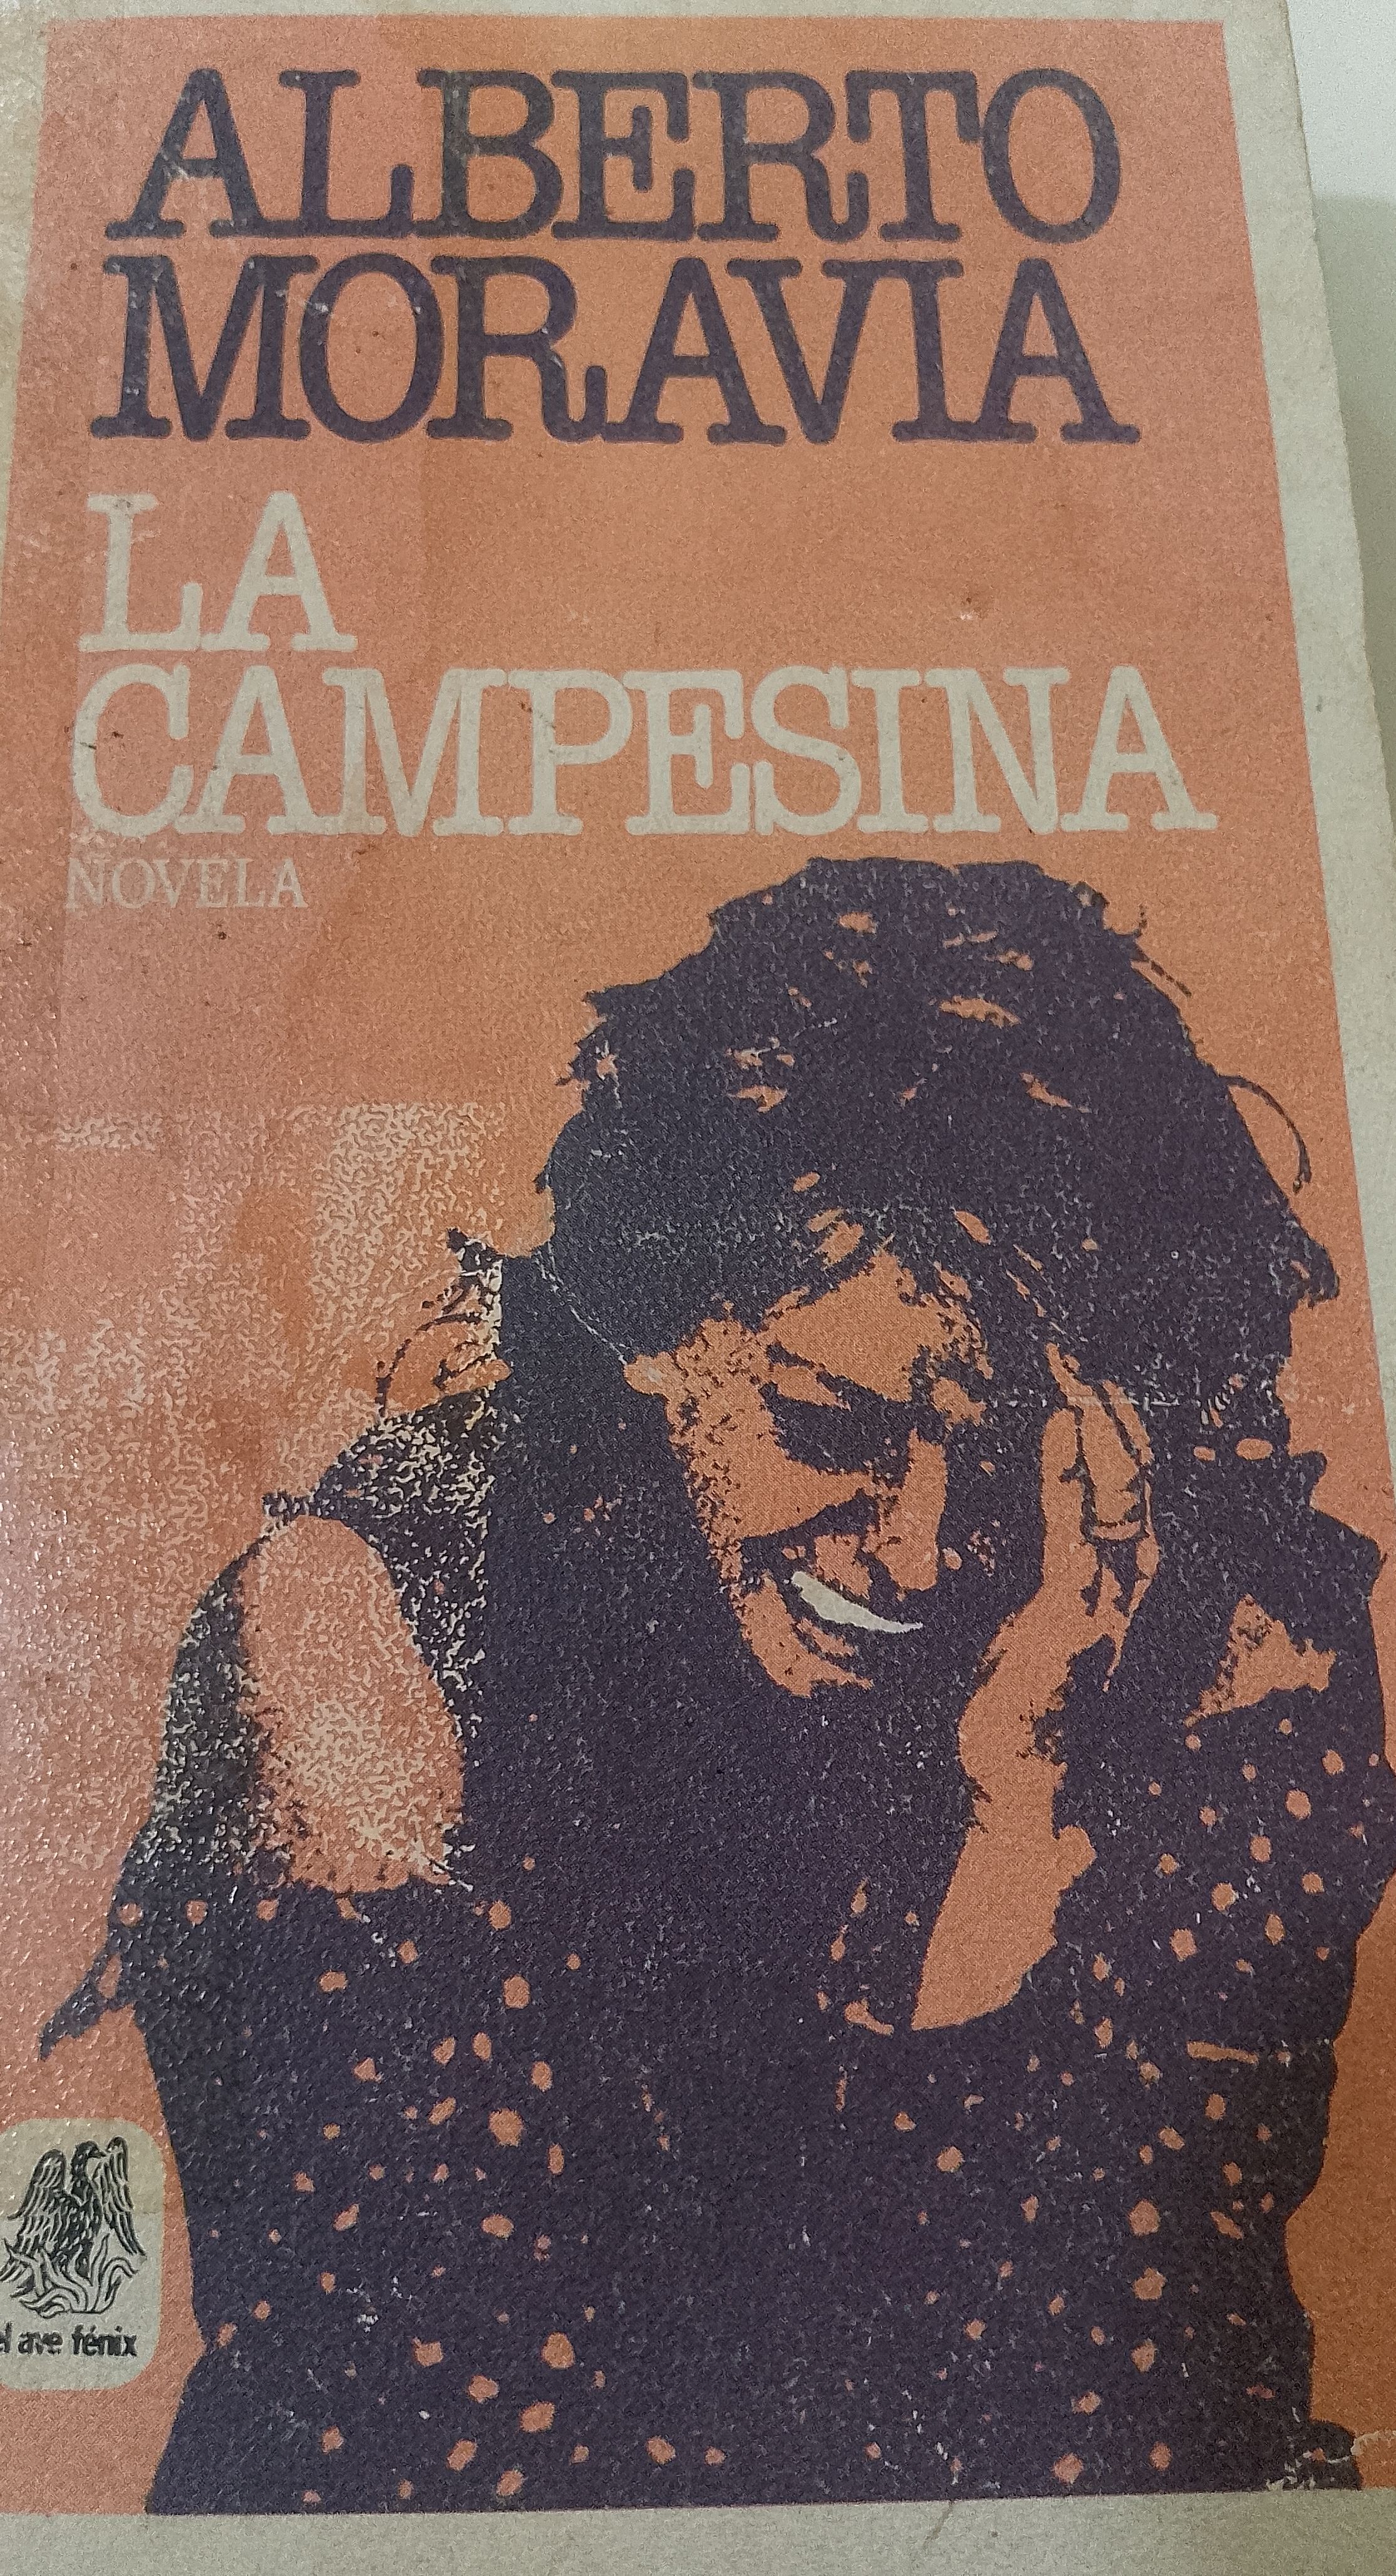 ALBERTO
MORAVIA
LA
CAMPESINA
NOVELA
el ave fénix